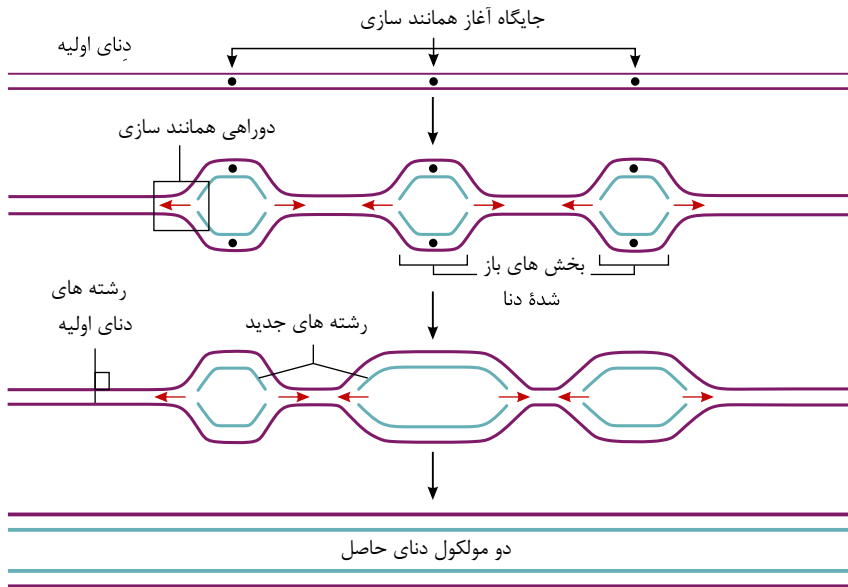 جایگاه آغاز همانند سازی
دِنای اولیه
دوراهی همانند سازی
بخش های باز
شدهٔ دنا
رشته های
دنای اولیه
رشته های جدید
دو مولکول دنای حاصل